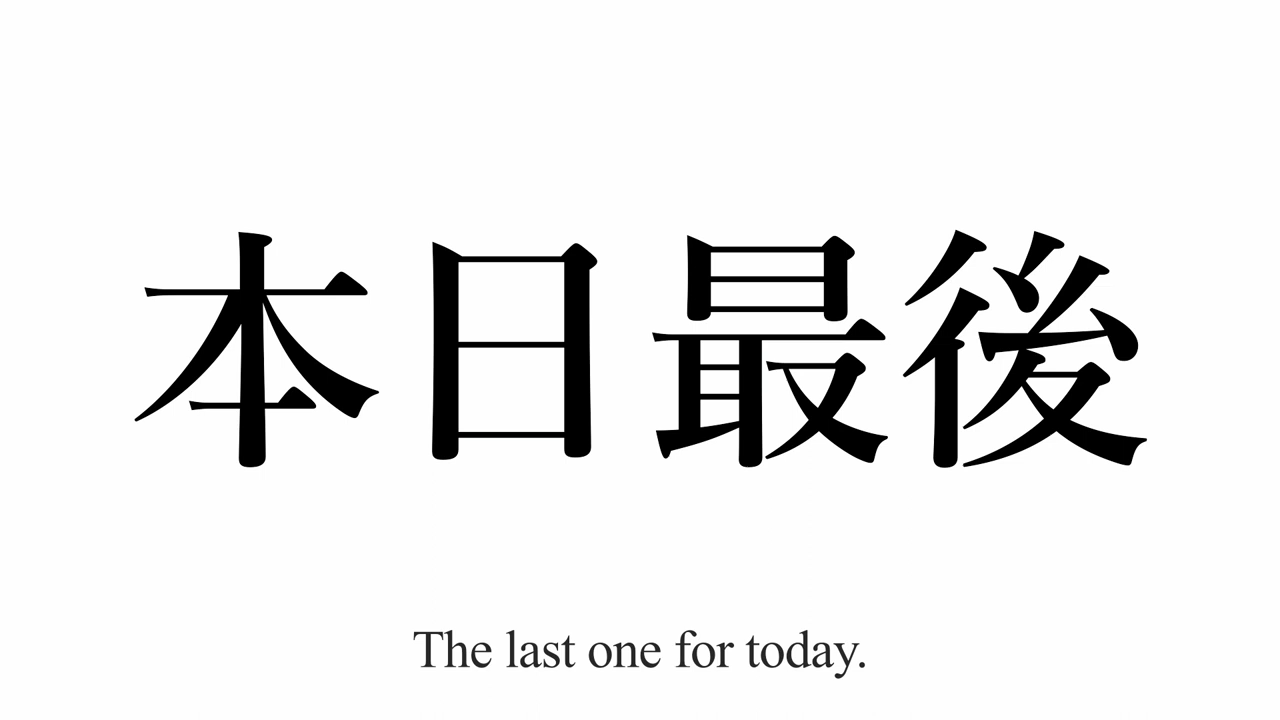 本日最後
The last one for today.